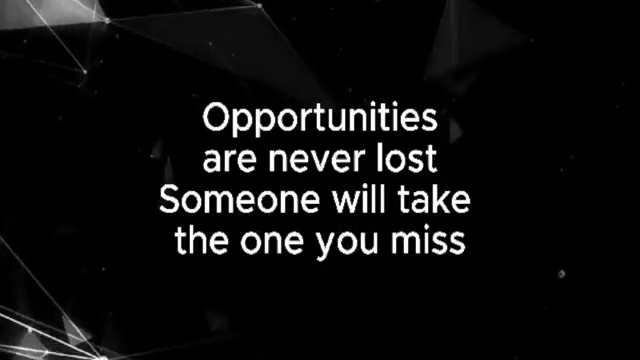 Opportunities
are never lost
Someone will take
the one you miss